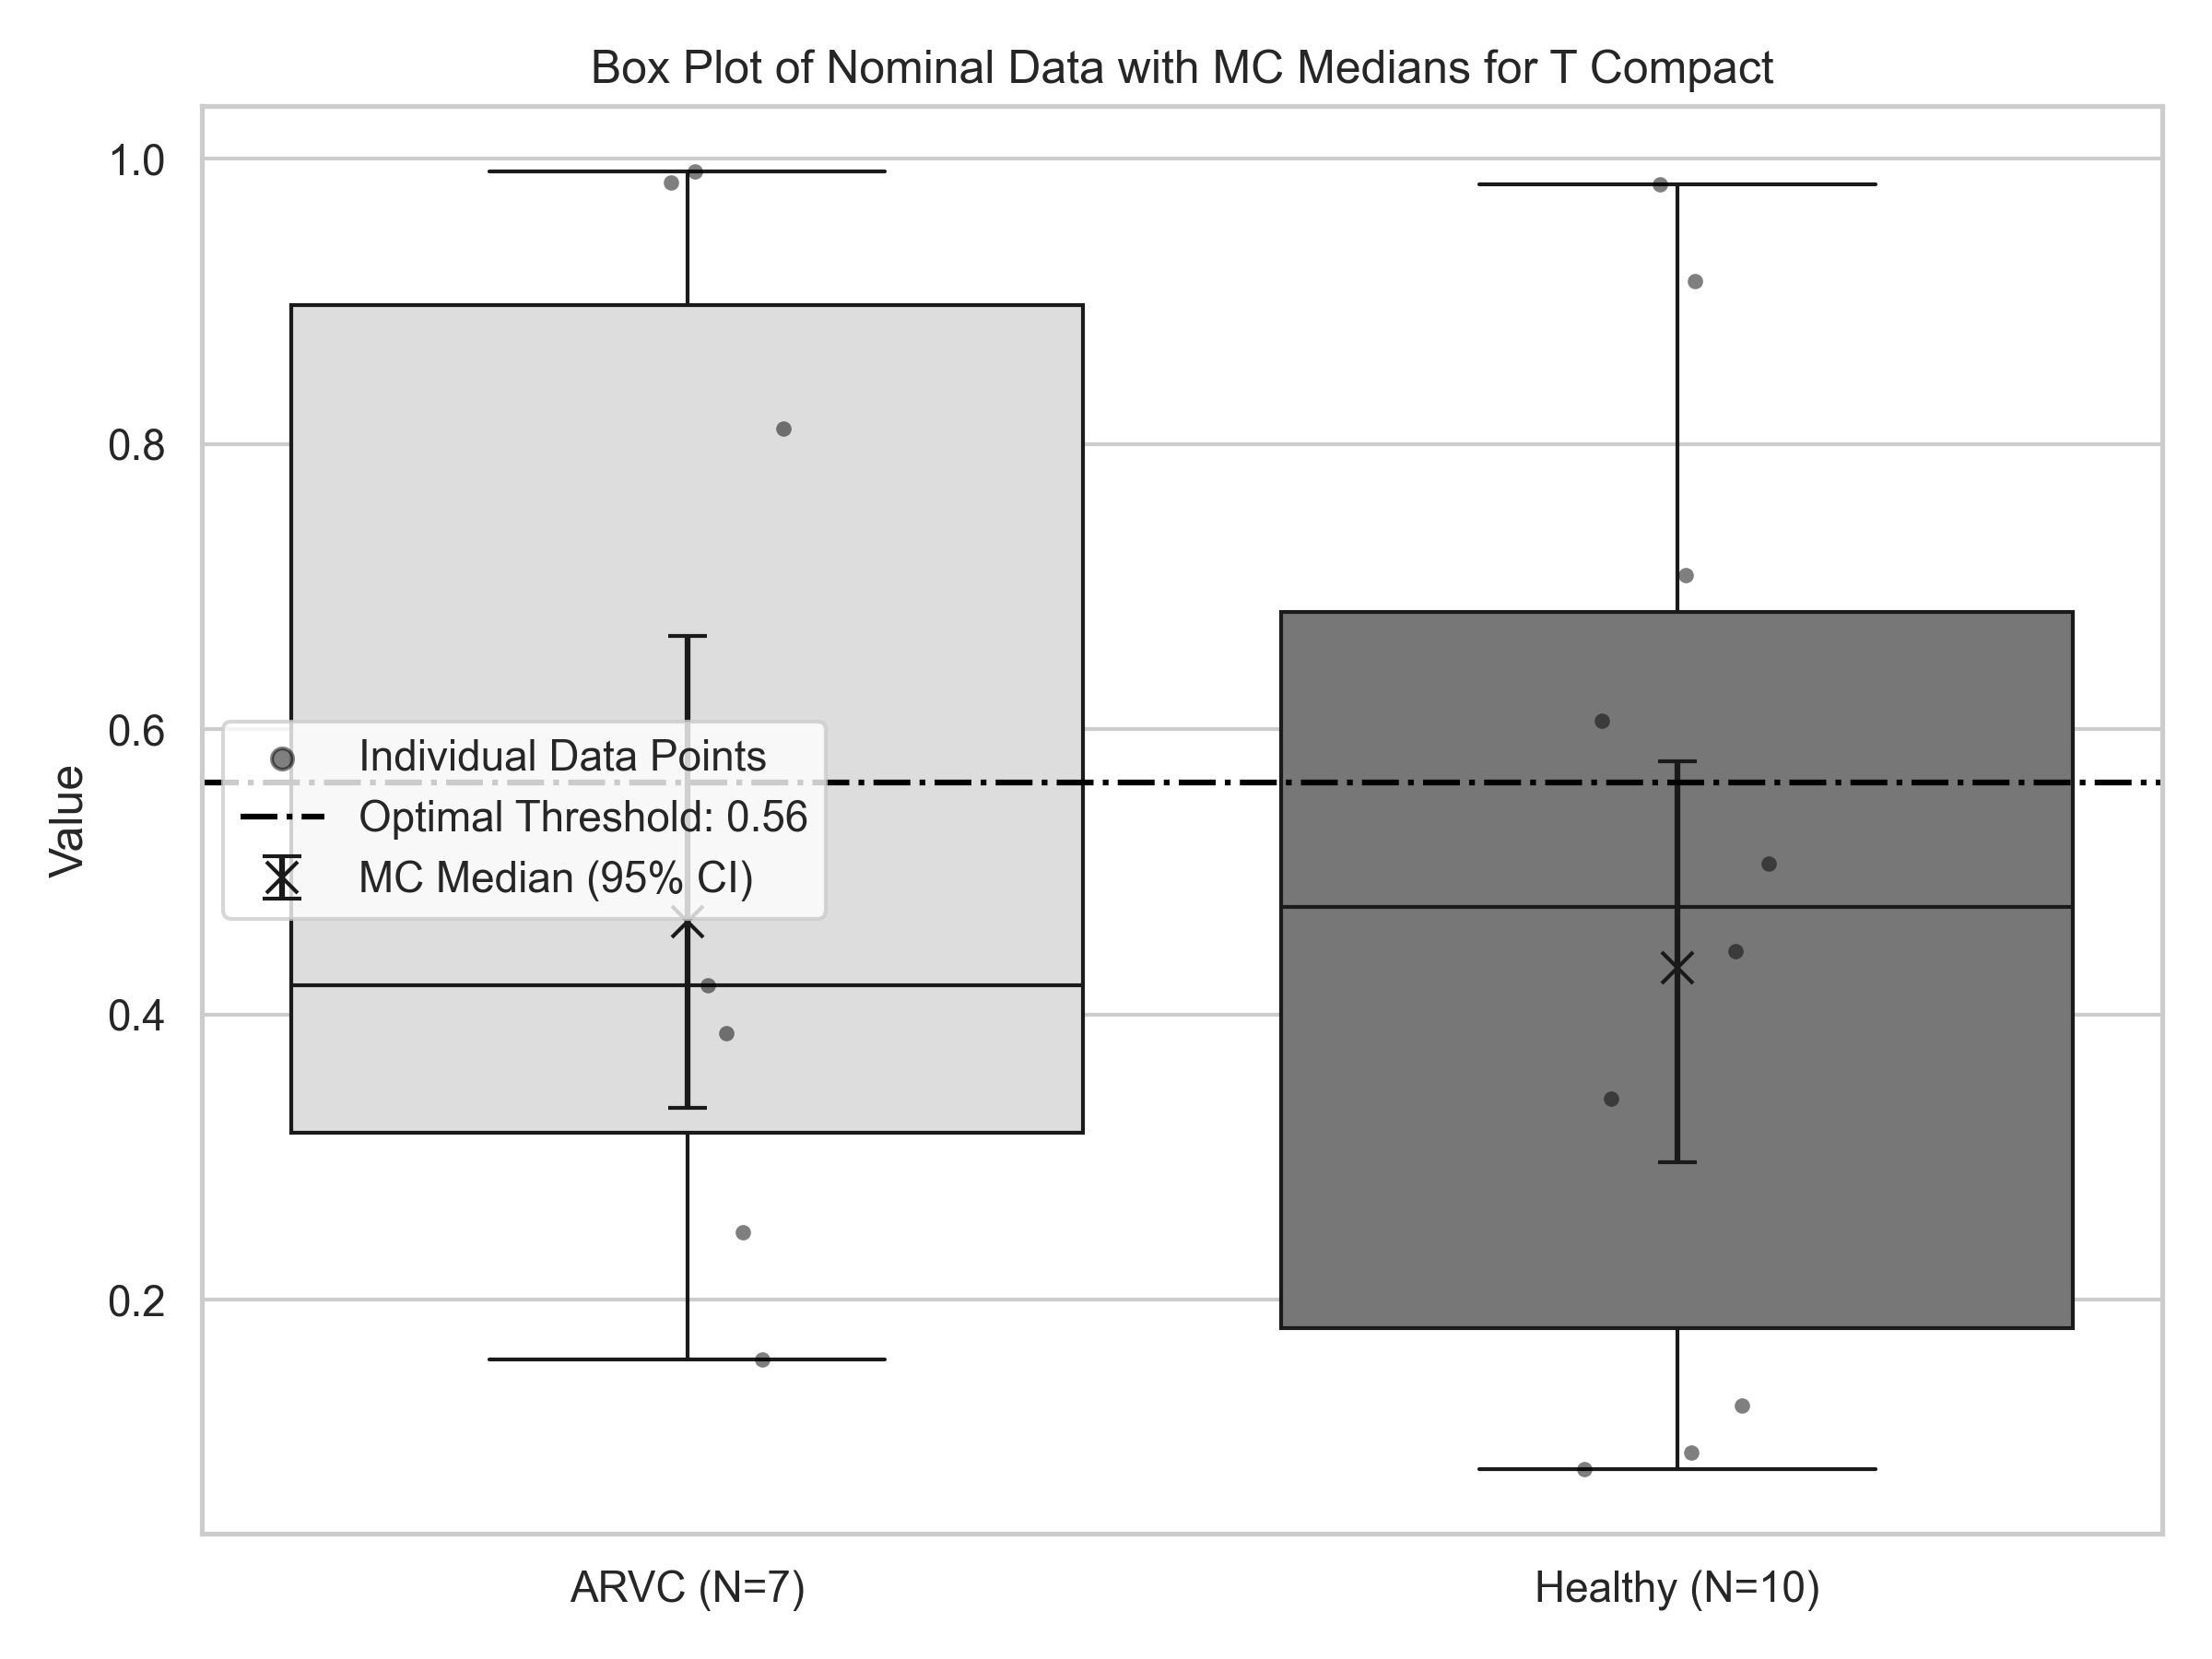 Box Plot of Nominal Data with MC Medians for T Compact
1.0
0.8
0.6
0.4
0.2
Value
Individual Data Points
Optimal Threshold: 0.56
MC Median (95% CI)
ARVC (N=7)
Healthy (N=10)